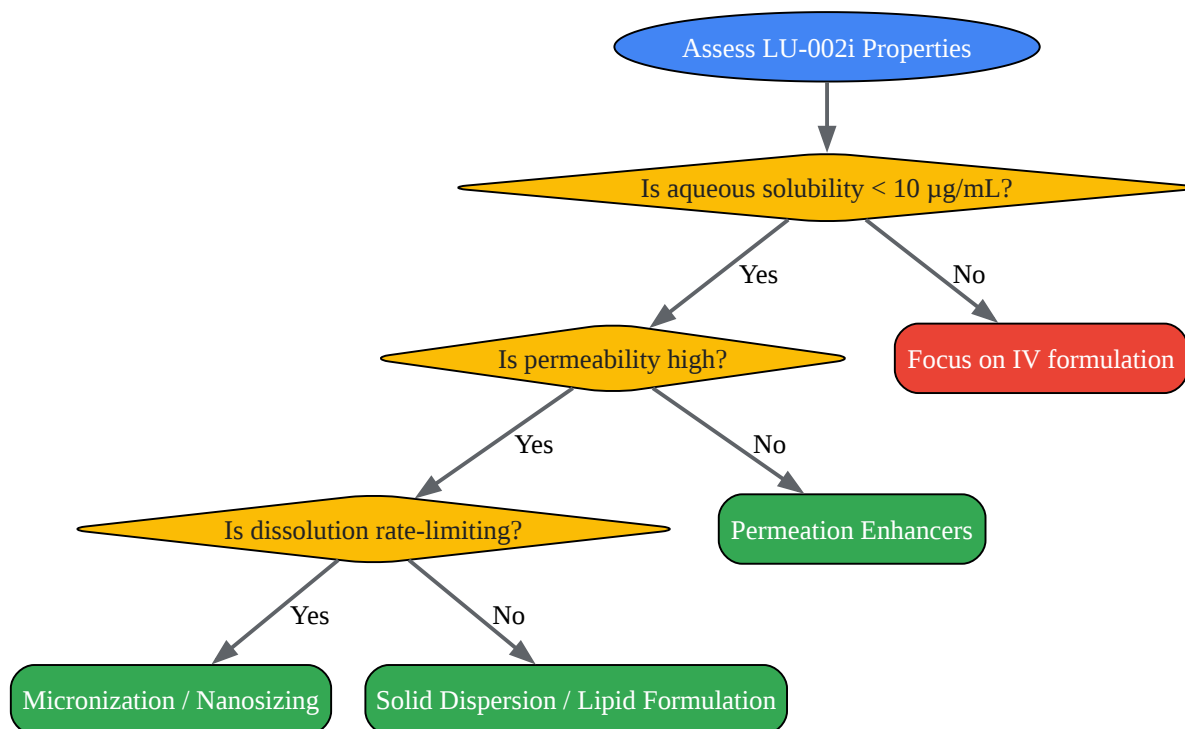 Assess LU-002i Properties
Is aqueous solubility < 10 µg/mL?
Yes
No
Is permeability high?
Focus on IV formulation
Yes
No
Is dissolution rate-limiting?
Permeation Enhancers
Yes
No
Micronization / Nanosizing
Solid Dispersion / Lipid Formulation